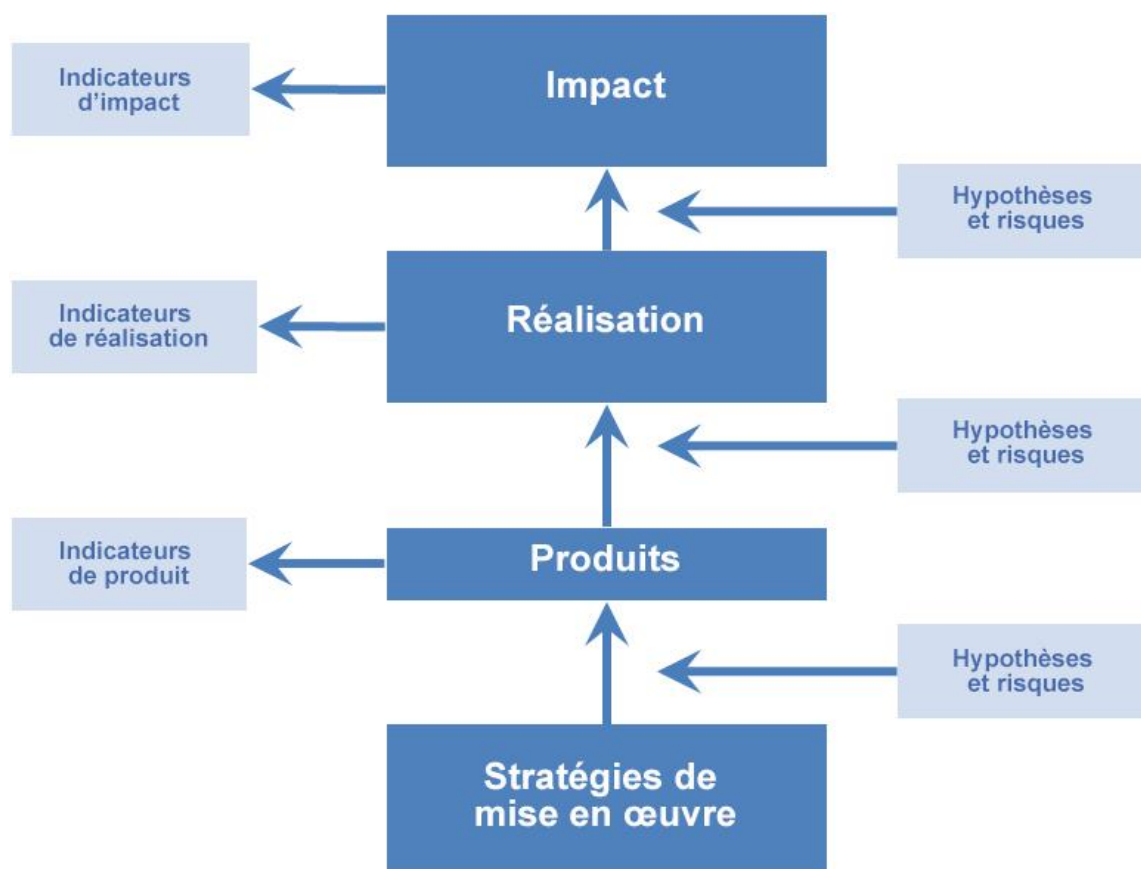 Impact
Indicateurs
d’impact
Hypothèses
et risques
Réalisation
Indicateurs
de réalisation
Hypothèses
et risques
Produits
Indicateurs
de produit
Hypothèses
et risques
Stratégies de
mise en œuvre